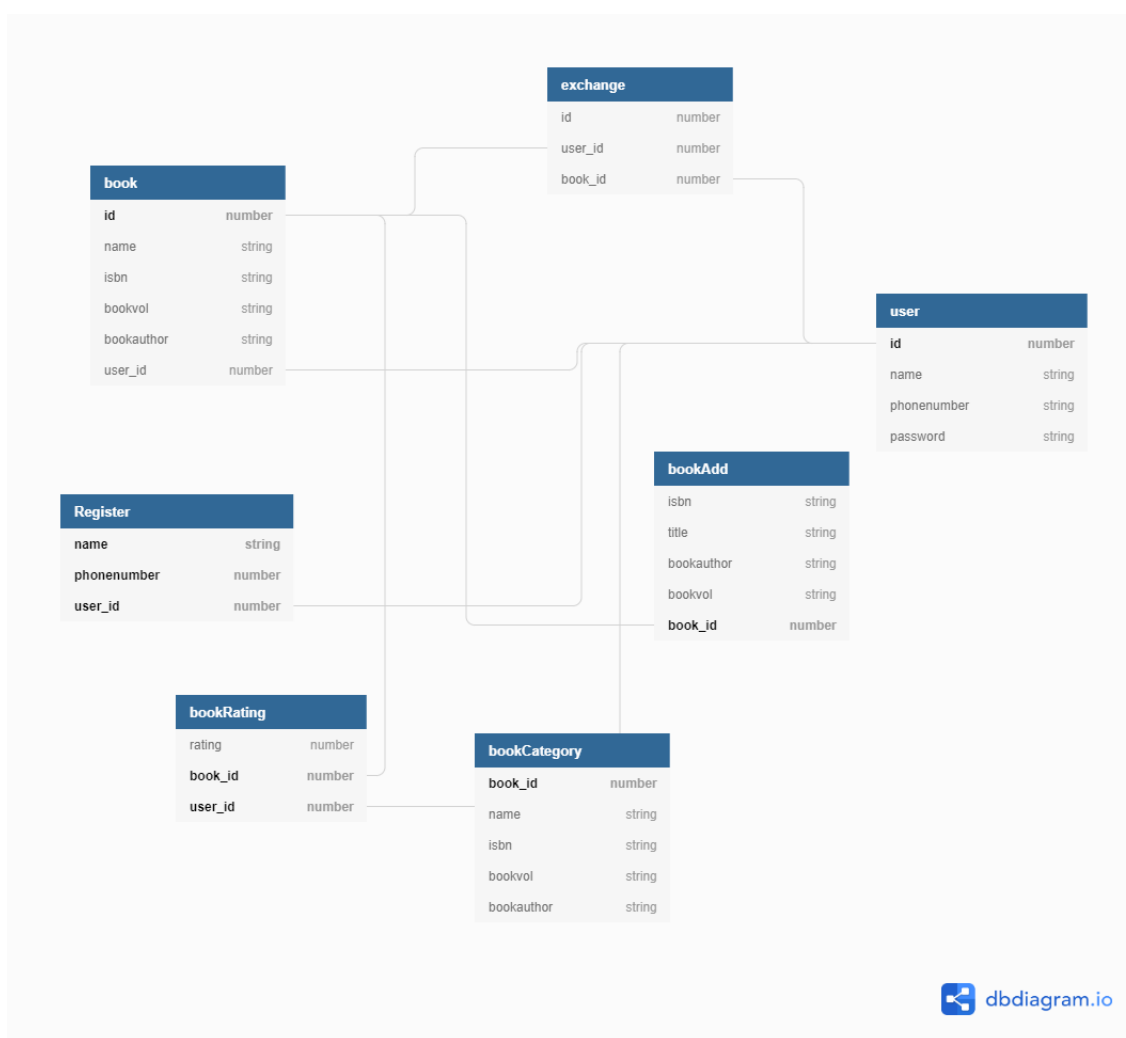 exchange
id number
user_id number
book_id number
book
id number
name string
isbn string
bookvol string
bookauthor string
user_id number
user
id number
name string
phonenumber string
password string
bookAdd
isbn string
title string
bookauthor string
bookvol string
book_id number
Register
name string
phonenumber number
user_id number
bookRating
rating number
book_id number
user_id number
bookCategory
book_id number
name string
isbn string
bookvol string
bookauthor string
dbdiagram.io